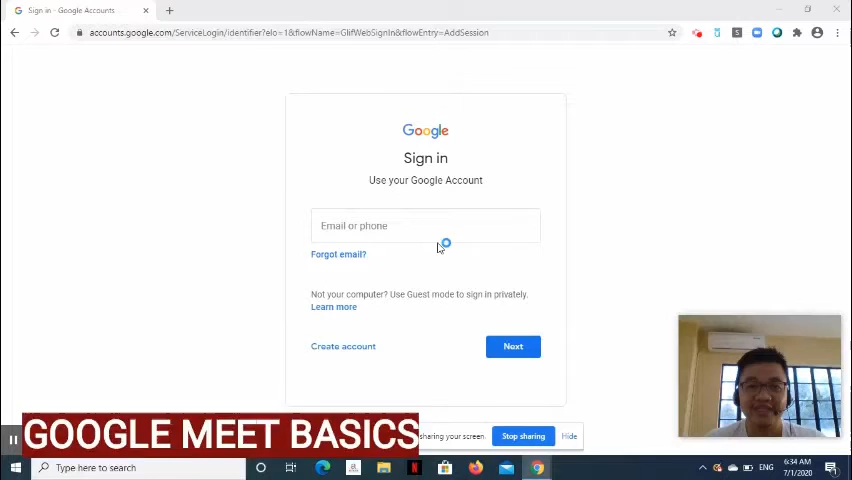 Sign in - Google Accounts
accounts.google.com/ServiceLogin/identifier?elo=1&flowName=GlifWebSignIn&flowEntry=AddSession
Google
Sign in
Use your Google Account
Email or phone
Forgot email?
Not your computer? Use Guest mode to sign in privately.
Learn more
Create account
Next
GOOGLE MEET BASICS
sharing your screen.
Stop sharing
Hide
Type here to search
ENG
6:34 AM
7/1/2020